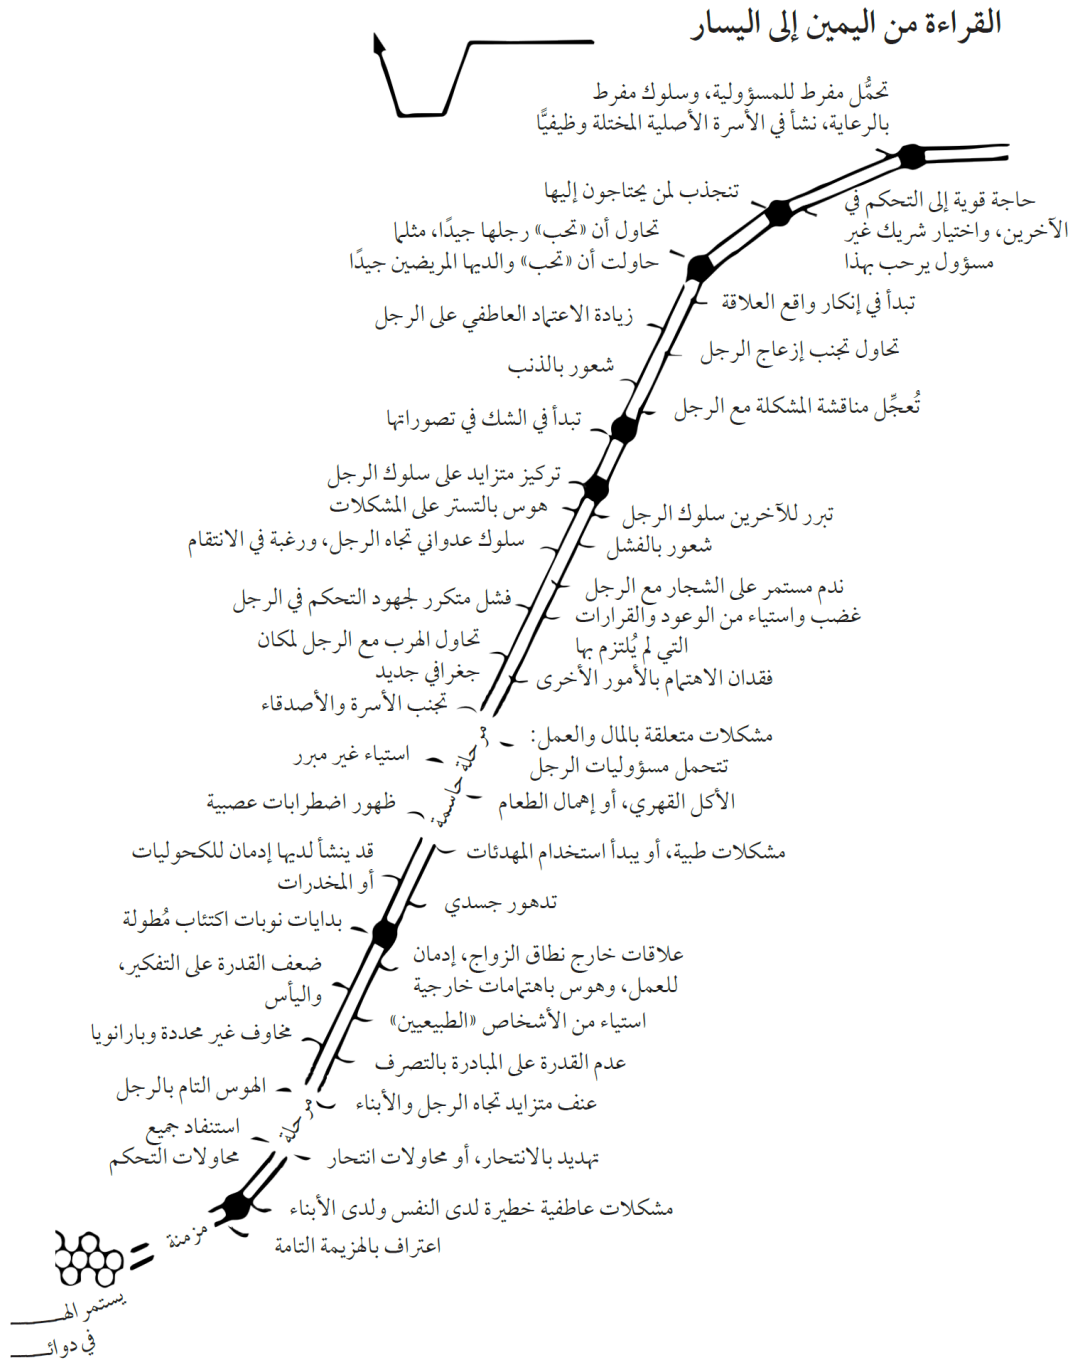 القراءة من اليمين إلى اليسار
تحمُّل مفرط للمسؤولية، وسلوك مفرط
بالرعاية، نشأ في الأسرة الأصلية المختلة وظيفيًّا
حاجة قوية إلى التحكم في
الآخرين، واختيار شريك غير
مسؤول يرحب بهذا
تنجذب لمن يحتاجون إليها
تحاول أن «تحب» رجلها جيدًا، مثلما
حاولت أن «تحب» والديها المريضين جيدًا
تبدأ في إنكار واقع العلاقة
زيادة الاعتماد العاطفي على الرجل
تحاول تجنب إزعاج الرجل
شعور بالذنب
تُعجِّل مناقشة المشكلة مع الرجل
تبدأ في الشك في تصوراتها
تركيز متزايد على سلوك الرجل
هوس بالتستر على المشكلات
تبرر للآخرين سلوك الرجل
سلوك عدواني تجاه الرجل، ورغبة في الانتقام
شعور بالفشل
ندم مستمر على الشجار مع الرجل
فشل متكرر لجهود التحكم في الرجل
غضب واستياء من الوعود والقرارات
التي لم يُلتزم بها
تحاول الهرب مع الرجل لمكان
جغرافي جديد
فقدان الاهتمام بالأمور الأخرى
تجنب الأسرة والأصدقاء
مرحلة حاسمة
مشكلات متعلقة بالمال والعمل:
تتحمل مسؤوليات الرجل
استياء غير مبرر
الأكل القهري، أو إهمال الطعام
ظهور اضطرابات عصبية
مشكلات طبية، أو يبدأ استخدام المهدئات
قد ينشأ لديها إدمان للكحوليات
أو المخدرات
تدهور جسدي
بدايات نوبات اكتئاب مُطولة
علاقات خارج نطاق الزواج، إدمان
للعمل، وهوس باهتمامات خارجية
ضعف القدرة على التفكير،
واليأس
استياء من الأشخاص «الطبيعيين»
مخاوف غير محددة وبارانويا
عدم القدرة على المبادرة بالتصرف
الهوس التام بالرجل
عنف متزايد تجاه الرجل والأبناء
مرحلة
استنفاد جميع
محاولات التحكم
تهديد بالانتحار، أو محاولات انتحار
مشكلات عاطفية خطيرة لدى النفس ولدى الأبناء
مزمنة
اعتراف بالهزيمة التامة
يستمر
في